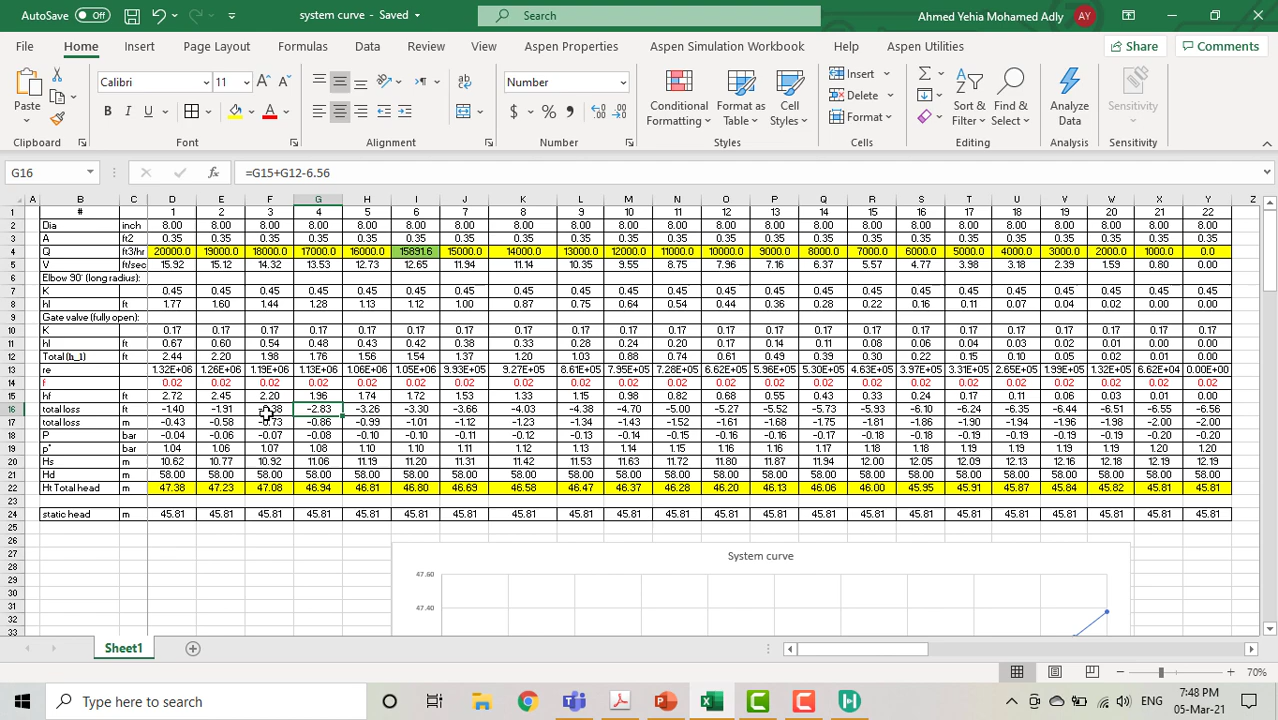 AutoSave Off system curve - Saved Search Ahmed Yehia Mohamed Adly AY
File Home Insert Page Layout Formulas Data Review View Aspen Properties Aspen Simulation Workbook Help Aspen Utilities Share Comments
Paste Calibri 11 Number Conditional Formatting Format as Table Cell Styles Insert Delete Format Sort & Filter Find & Select Analyze Data Sensitivity
Clipboard Font Alignment Number Styles Cells Editing Analysis Sensitivity
G16 fx =G15+G12-6.56
A B C D E F G H I J K L M N O P Q R S T U V W X Y Z
1 # 1 2 3 4 5 6 7 8 9 10 11 12 13 14 15 16 17 18 19 20 21 22
2 Dia inch 8.00 8.00 8.00 8.00 8.00 8.00 8.00 8.00 8.00 8.00 8.00 8.00 8.00 8.00 8.00 8.00 8.00 8.00 8.00 8.00 8.00 8.00
3 A ft2 0.35 0.35 0.35 0.35 0.35 0.35 0.35 0.35 0.35 0.35 0.35 0.35 0.35 0.35 0.35 0.35 0.35 0.35 0.35 0.35 0.35 0.35
4 Q ft3/hr 20000.0 19000.0 18000.0 17000.0 16000.0 15891.6 15000.0 14000.0 13000.0 12000.0 11000.0 10000.0 9000.0 8000.0 7000.0 6000.0 5000.0 4000.0 3000.0 2000.0 1000.0 0.0
5 V ft/sec 15.92 15.12 14.32 13.53 12.73 12.65 11.94 11.14 10.35 9.55 8.75 7.96 7.16 6.37 5.57 4.77 3.98 3.18 2.39 1.59 0.80 0.00
6 Elbow 90' (long radius):
7 K 0.45 0.45 0.45 0.45 0.45 0.45 0.45 0.45 0.45 0.45 0.45 0.45 0.45 0.45 0.45 0.45 0.45 0.45 0.45 0.45 0.45 0.45
8 hl ft 1.77 1.60 1.44 1.28 1.13 1.12 1.00 0.87 0.75 0.64 0.54 0.44 0.36 0.28 0.22 0.16 0.11 0.07 0.04 0.02 0.00 0.00
9 Gate valve (fully open):
10 K 0.17 0.17 0.17 0.17 0.17 0.17 0.17 0.17 0.17 0.17 0.17 0.17 0.17 0.17 0.17 0.17 0.17 0.17 0.17 0.17 0.17 0.17
11 hl ft 0.67 0.60 0.54 0.48 0.43 0.42 0.38 0.33 0.28 0.24 0.20 0.17 0.14 0.11 0.08 0.06 0.04 0.03 0.02 0.01 0.00 0.00
12 Total (h_l) ft 2.44 2.20 1.98 1.76 1.56 1.54 1.37 1.20 1.03 0.88 0.74 0.61 0.49 0.39 0.30 0.22 0.15 0.10 0.05 0.02 0.01 0.00
13 re 1.32E+06 1.26E+06 1.19E+06 1.13E+06 1.06E+06 1.05E+06 9.93E+05 9.27E+05 8.61E+05 7.95E+05 7.28E+05 6.62E+05 5.96E+05 5.30E+05 4.63E+05 3.97E+05 3.31E+05 2.65E+05 1.99E+05 1.32E+05 6.62E+04 0.00E+00
14 f 0.02 0.02 0.02 0.02 0.02 0.02 0.02 0.02 0.02 0.02 0.02 0.02 0.02 0.02 0.02 0.02 0.02 0.02 0.02 0.02 0.02 0.02
15 hf ft 2.72 2.45 2.20 1.96 1.74 1.72 1.53 1.33 1.15 0.98 0.82 0.68 0.55 0.43 0.33 0.24 0.17 0.11 0.06 0.03 0.01 0.00
16 total loss ft -1.40 -1.91 -2.83 -3.26 -3.30 -3.66 -4.03 -4.38 -4.70 -5.00 -5.27 -5.52 -5.73 -5.93 -6.10 -6.24 -6.35 -6.44 -6.51 -6.55 -6.56
17 total loss m -0.43 -0.58 -0.73 -0.86 -0.99 -1.01 -1.12 -1.23 -1.34 -1.43 -1.52 -1.61 -1.68 -1.75 -1.81 -1.86 -1.90 -1.94 -1.96 -1.98 -2.00 -2.00
18 P bar -0.04 -0.06 -0.07 -0.08 -0.10 -0.10 -0.11 -0.12 -0.13 -0.14 -0.15 -0.16 -0.16 -0.17 -0.18 -0.18 -0.19 -0.19 -0.19 -0.19 -0.20 -0.20
19 p* bar 1.04 1.06 1.07 1.08 1.10 1.10 1.11 1.12 1.13 1.14 1.15 1.16 1.16 1.17 1.18 1.18 1.19 1.19 1.19 1.19 1.20 1.20
20 Hs m 10.62 10.77 10.92 11.06 11.19 11.20 11.31 11.42 11.53 11.63 11.72 11.80 11.87 11.94 12.00 12.05 12.09 12.13 12.16 12.18 12.19 12.19
21 Hd m 58.00 58.00 58.00 58.00 58.00 58.00 58.00 58.00 58.00 58.00 58.00 58.00 58.00 58.00 58.00 58.00 58.00 58.00 58.00 58.00 58.00 58.00
22 Ht Total head m 47.38 47.23 47.08 46.94 46.81 46.80 46.69 46.58 46.47 46.37 46.28 46.20 46.13 46.06 46.00 45.95 45.91 45.87 45.84 45.82 45.81 45.81
23
24 static head m 45.81 45.81 45.81 45.81 45.81 45.81 45.81 45.81 45.81 45.81 45.81 45.81 45.81 45.81 45.81 45.81 45.81 45.81 45.81 45.81 45.81 45.81
25
26
27 System curve
28
29 47.60
30
31 47.40
32
33
Sheet1
70%
Type here to search ENG 7:48 PM
05-Mar-21